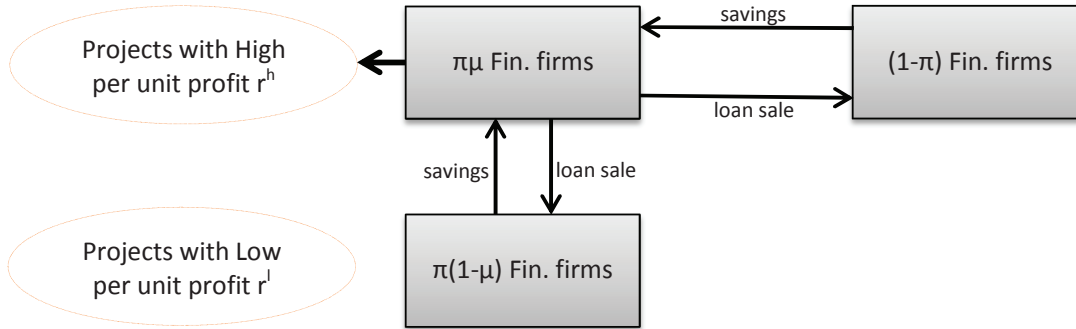 savings
Projects with High
per unit profit r^h
πμ Fin. firms
(1-π) Fin. firms
loan sale
savings
loan sale
Projects with Low
per unit profit r^l
π(1-μ) Fin. firms